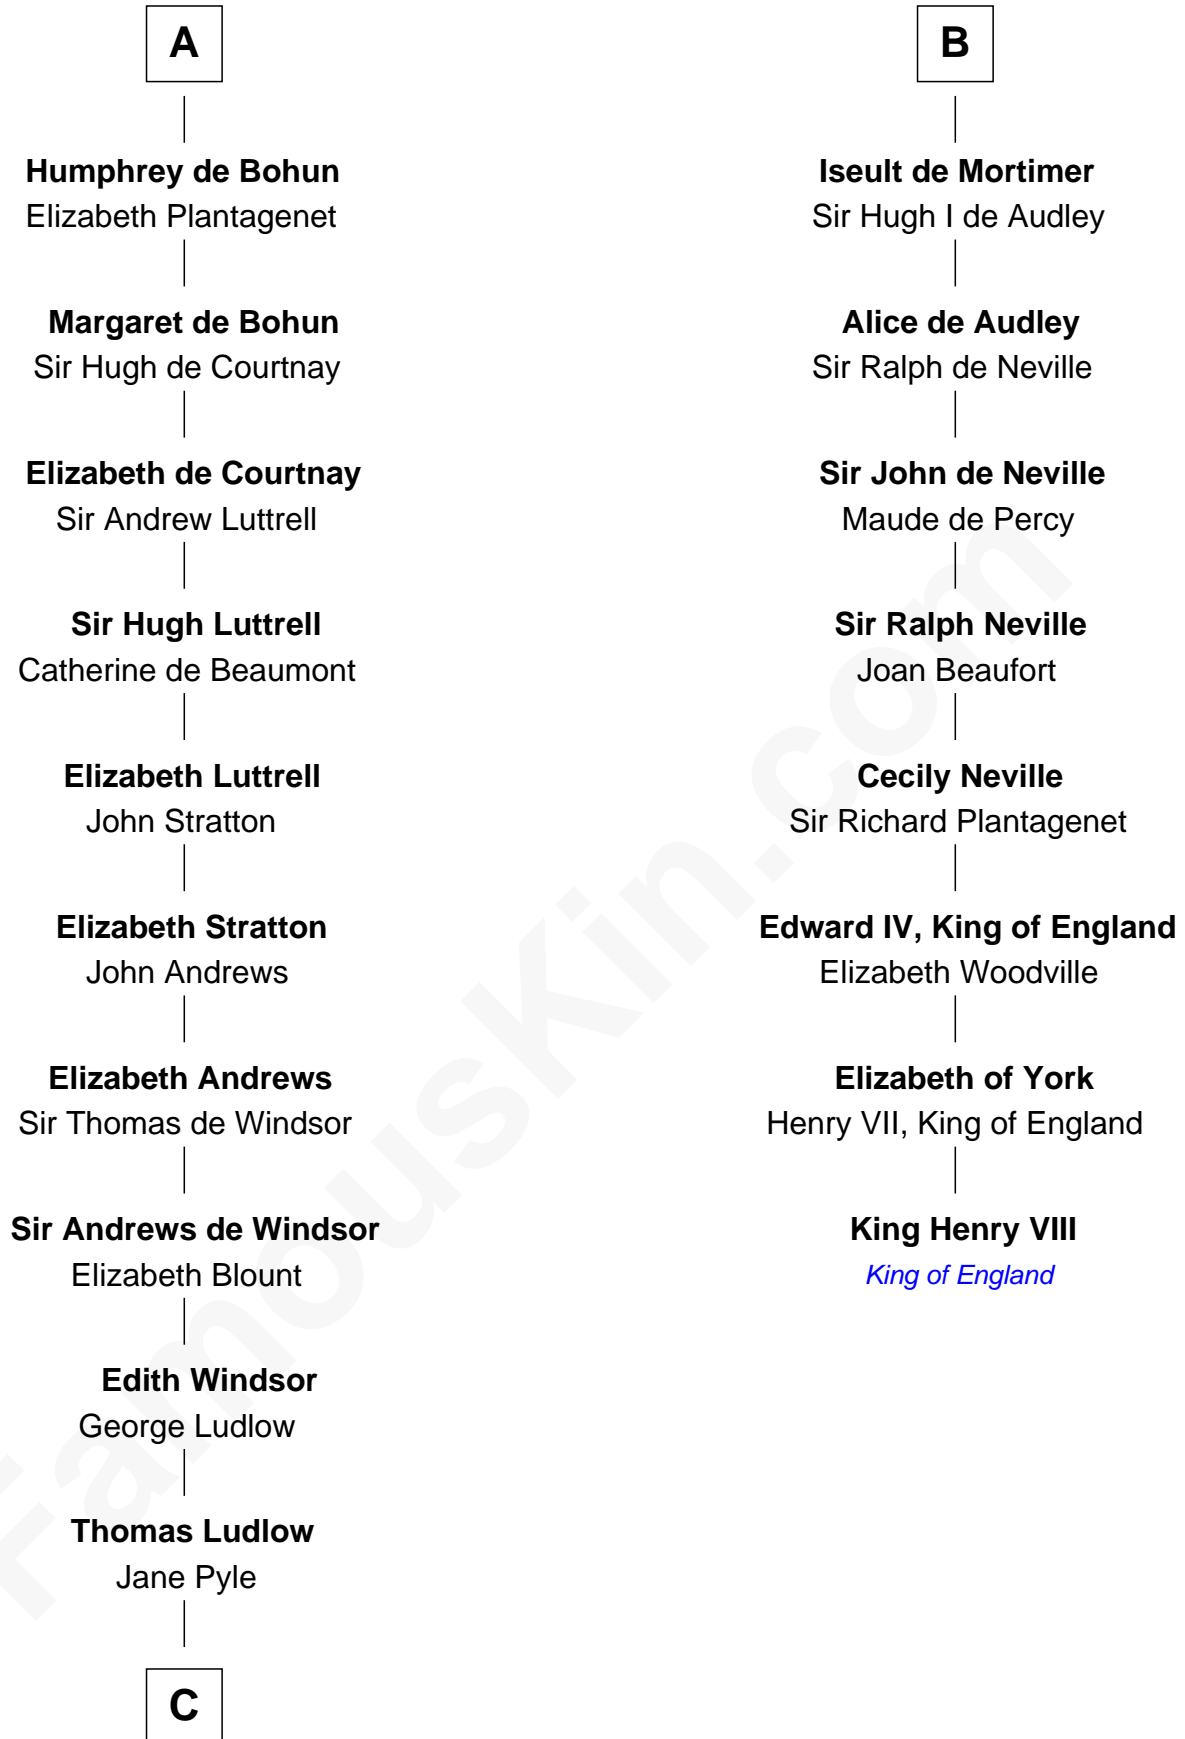 A
Humphrey de Bohun
Elizabeth Plantagenet
Margaret de Bohun
Sir Hugh de Courtnay
Elizabeth de Courtnay
Sir Andrew Luttrell
Sir Hugh Luttrell
Catherine de Beaumont
Elizabeth Luttrell
John Stratton
Elizabeth Stratton
John Andrews
Elizabeth Andrews
Sir Thomas de Windsor
Sir Andrews de Windsor
Elizabeth Blount
Edith Windsor
George Ludlow
Thomas Ludlow
Jane Pyle
C
B
Iseult de Mortimer
Sir Hugh I de Audley
Alice de Audley
Sir Ralph de Neville
Sir John de Neville
Maude de Percy
Sir Ralph Neville
Joan Beaufort
Cecily Neville
Sir Richard Plantagenet
Edward IV, King of England
Elizabeth Woodville
Elizabeth of York
Henry VII, King of England
King Henry VIII
King of England
FamousKin.com